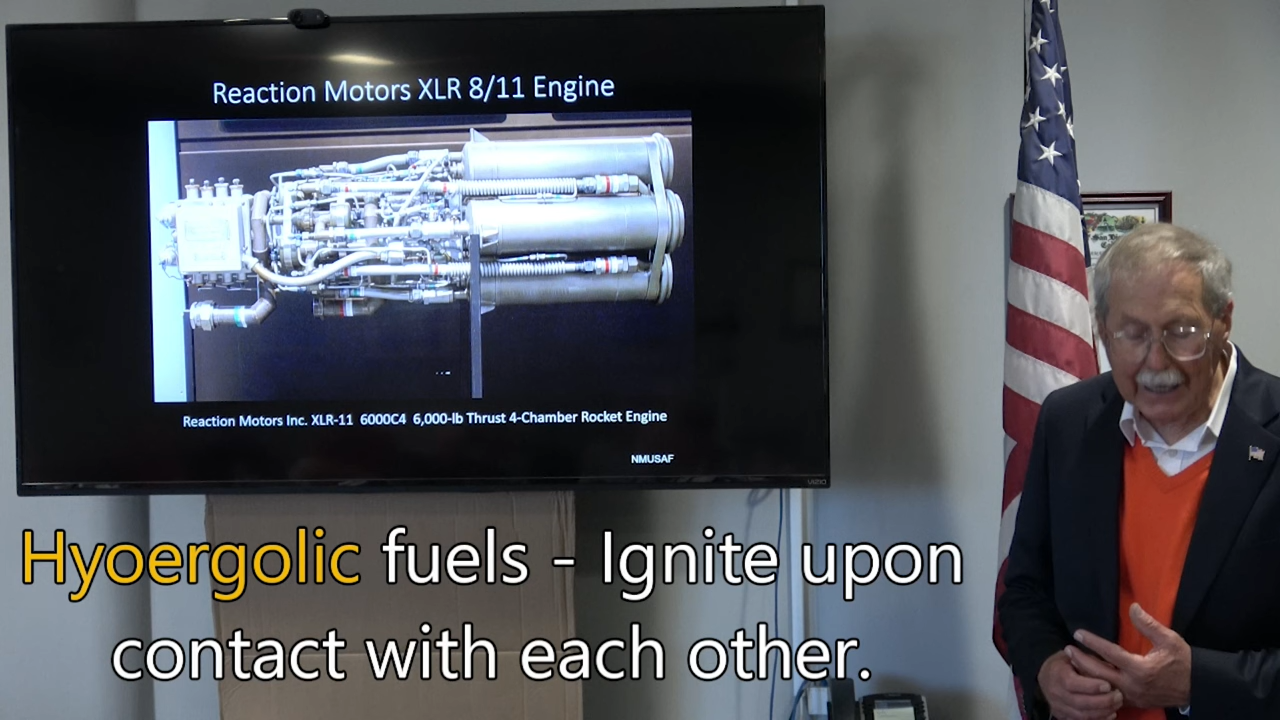 Reaction Motors XLR 8/11 Engine
Reaction Motors Inc. XLR-11 6000C4 6,000-lb Thrust 4-Chamber Rocket Engine
NMUSAF
VIZIO
Hyoergolic fuels - Ignite upon
contact with each other.